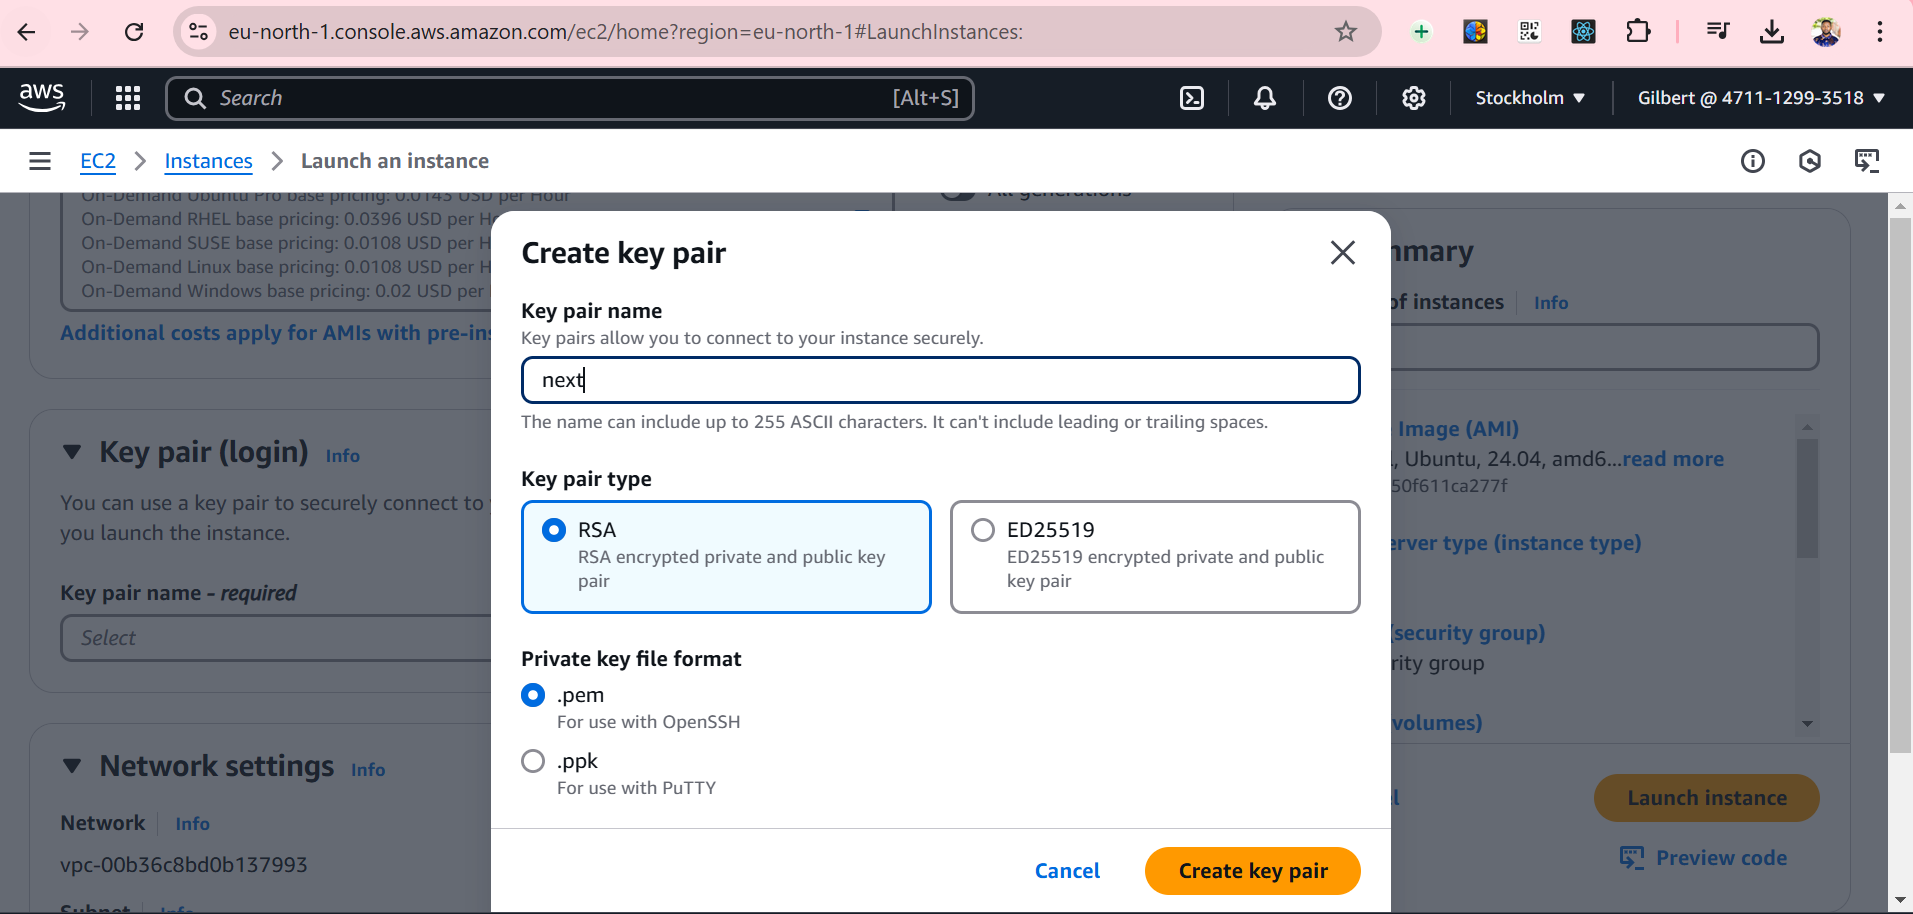 eu-north-1.console.aws.amazon.com/ec2/home?region=eu-north-1#LaunchInstances:
aws
Search
[Alt+S]
Stockholm
Gilbert @ 4711-1299-3518
EC2
Instances
Launch an instance
On-Demand Ubuntu Pro base pricing: 0.0143 USD per Hour
On-Demand RHEL base pricing: 0.0396 USD per
On-Demand SUSE base pricing: 0.0108 USD per
On-Demand Linux base pricing: 0.0108 USD per
On-Demand Windows base pricing: 0.02 USD per
Additional costs apply for AMIs with
All generations
Key pair (login)
Info
You can use a key pair to securely connect to
you launch the instance.
Key pair name - required
Select
Network settings
Info
Network
Info
vpc-00b36c8bd0b137993
Subnet
Info
Create key pair
Key pair name
Key pairs allow you to connect to your instance securely.
next
The name can include up to 255 ASCII characters. It can't include leading or trailing spaces.
Key pair type
RSA
RSA encrypted private and public key
pair
ED25519
ED25519 encrypted private and public
key pair
Private key file format
.pem
For use with OpenSSH
.ppk
For use with PuTTY
Cancel
Create key pair
of instances
Info
Image (AMI)
, Ubuntu, 24.04, amd6...read more
50f611ca277f
type (instance type)
(security group)
group
volumes)
Launch instance
Preview code